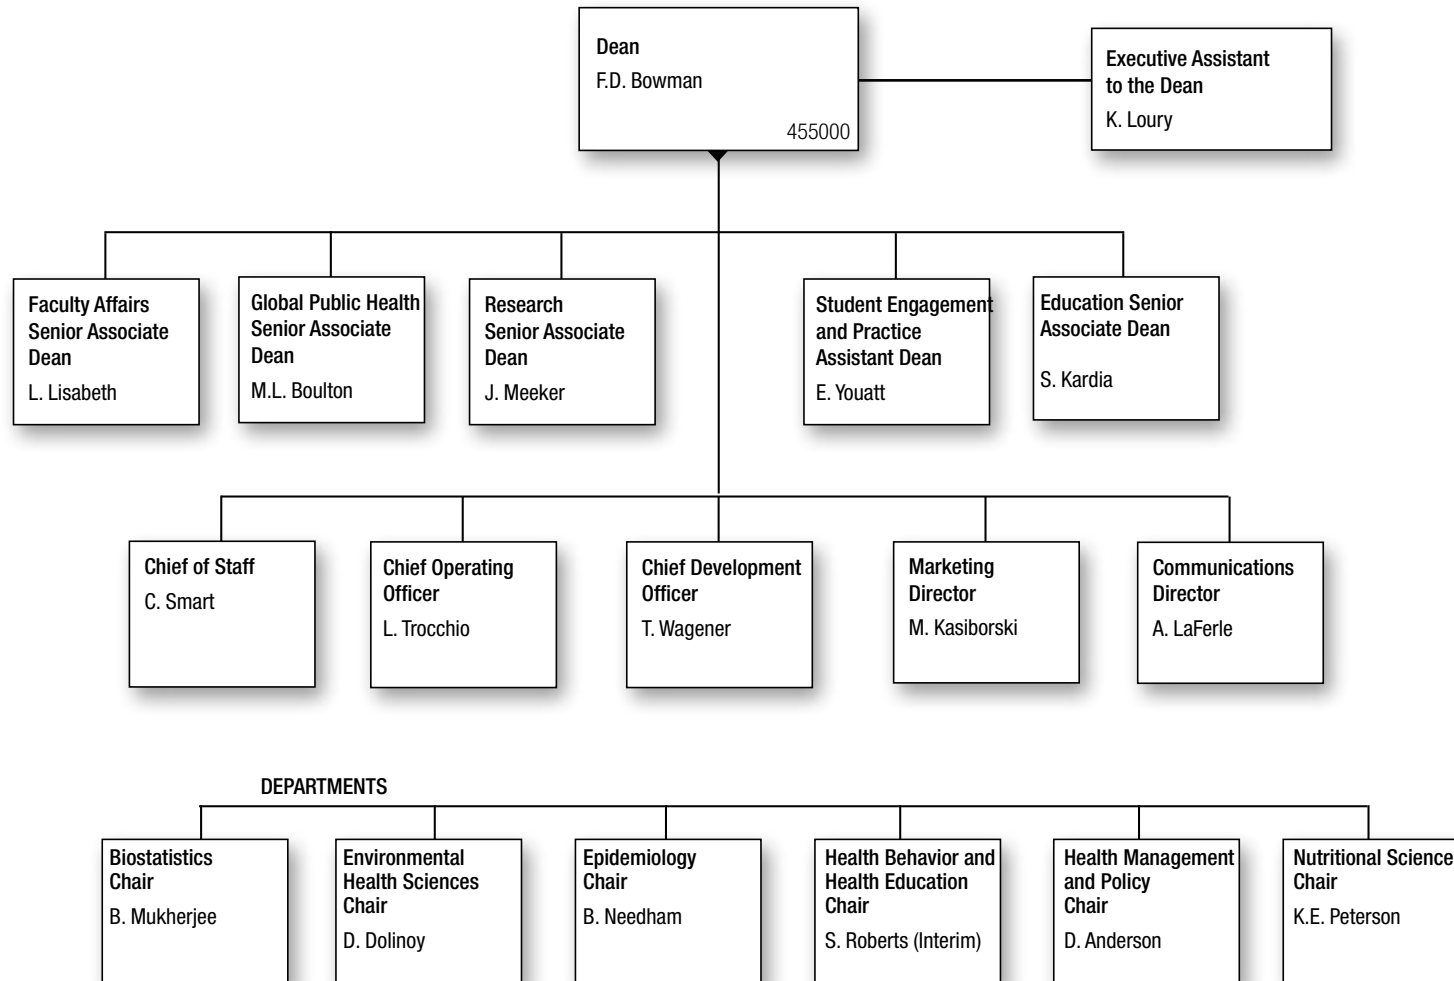 Dean
F.D. Bowman
455000
Executive Assistant
to the Dean
K. Loury
Faculty Affairs
Senior Associate
Dean
L. Lisabeth
Global Public Health
Senior Associate
Dean
M.L. Boulton
Research
Senior Associate
Dean
J. Meeker
Student Engagement
and Practice
Assistant Dean
E. Youatt
Education Senior
Associate Dean
S. Kardia
Chief of Staff
C. Smart
Chief Operating
Officer
L. Trocchio
Chief Development
Officer
T. Wagener
Marketing
Director
M. Kasiborski
Communications
Director
A. LaFerle
DEPARTMENTS
Biostatistics
Chair
B. Mukherjee
Environmental
Health Sciences
Chair
D. Dolinoy
Epidemiology
Chair
B. Needham
Health Behavior and
Health Education
Chair
S. Roberts (Interim)
Health Management
and Policy
Chair
D. Anderson
Nutritional Science
Chair
K.E. Peterson